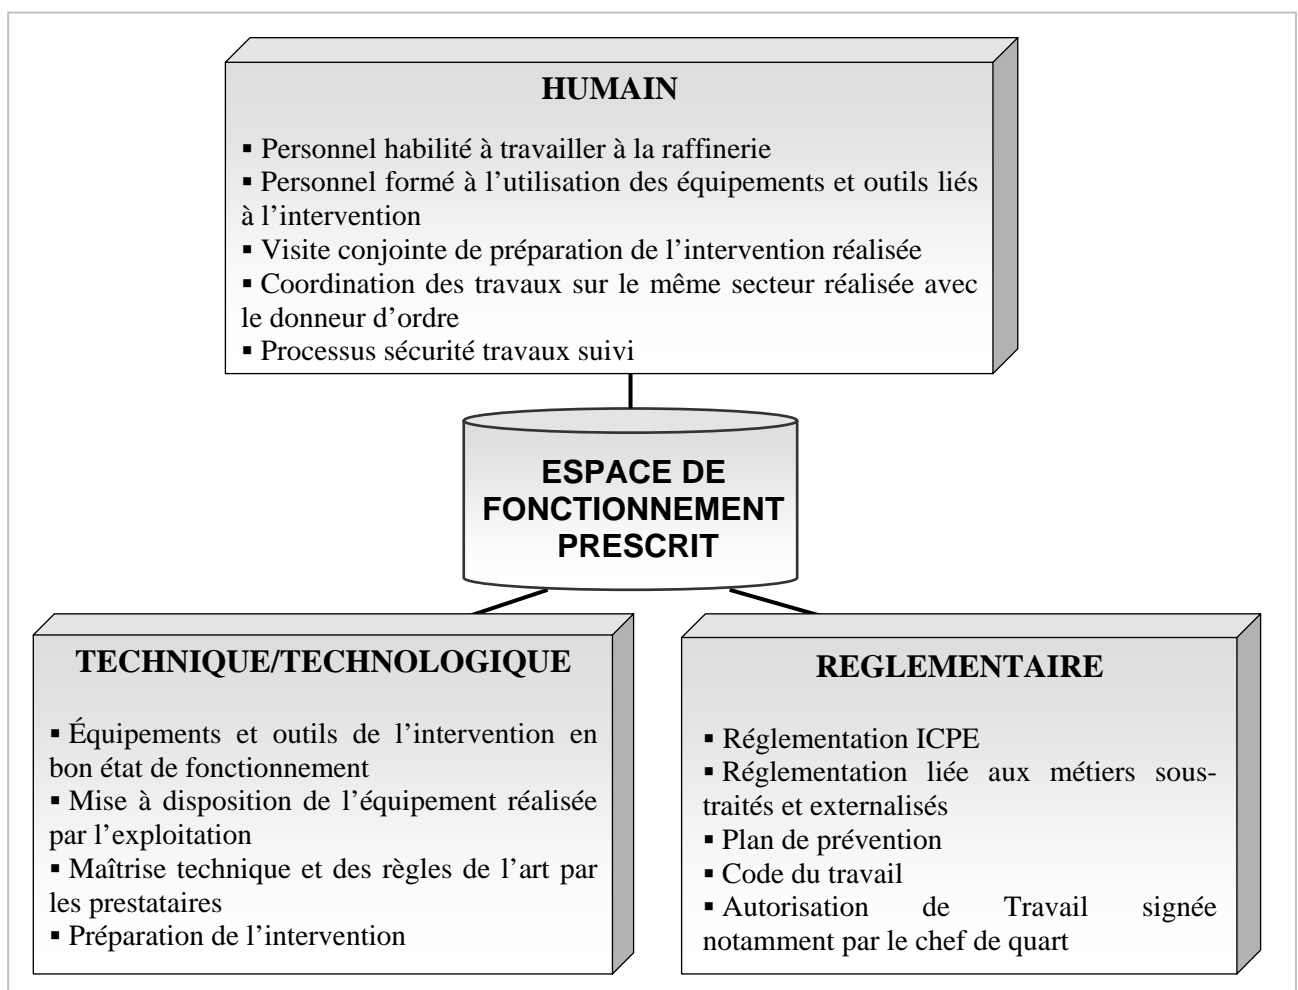 HUMAIN
▪ Personnel habilité à travailler à la raffinerie
▪ Personnel formé à l’utilisation des équipements et outils liés
à l’intervention
▪ Visite conjointe de préparation de l’intervention réalisée
▪ Coordination des travaux sur le même secteur réalisée avec
le donneur d’ordre
▪ Processus sécurité travaux suivi
ESPACE DE
FONCTIONNEMENT
PRESCRIT
TECHNIQUE/TECHNOLOGIQUE
▪ Équipements et outils de l’intervention en
bon état de fonctionnement
▪ Mise à disposition de l’équipement réalisée
par l’exploitation
▪ Maîtrise technique et des règles de l’art par
les prestataires
▪ Préparation de l’intervention
REGLEMENTAIRE
▪ Réglementation ICPE
▪ Réglementation liée aux métiers sous-
traités et externalisés
▪ Plan de prévention
▪ Code du travail
▪ Autorisation de Travail signée
notamment par le chef de quart